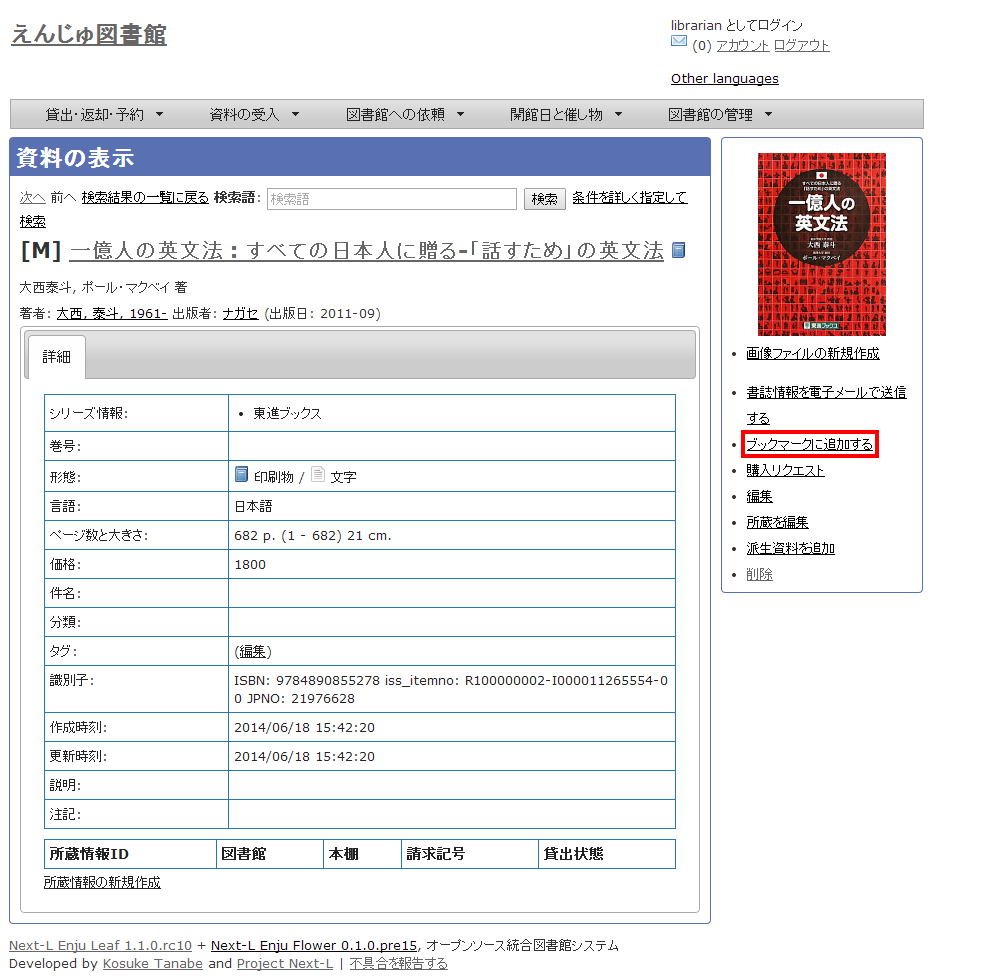 えんじゅ図書館
librarian としてログイン
(0) アカウント ログアウト
Other languages
貸出・返却・予約 ▼ 資料の受入 ▼ 図書館への依頼 ▼ 開館日と催し物 ▼ 図書館の管理 ▼
資料の表示
次へ 前へ 検索結果の一覧に戻る 検索語: 検索語 検索 条件を詳しく指定して
検索
[M] 一億人の英文法 : すべての日本人に贈る-「話すため」の英文法
大西泰斗, ポール・マクベイ 著
著者: 大西, 泰斗, 1961- 出版者: ナガセ (出版日: 2011-09)
詳細
シリーズ情報: • 東進ブックス
巻号:
形態: 印刷物 / 文字
言語: 日本語
ページ数と大きさ: 682 p. (1 - 682) 21 cm.
価格: 1800
件名:
分類:
タグ: (編集)
識別子: ISBN: 9784890855278 iss_itemno: R100000002-I000011265554-0
0 JPNO: 21976628
作成時刻: 2014/06/18 15:42:20
更新時刻: 2014/06/18 15:42:20
説明:
注記:
所蔵情報ID 図書館 本棚 請求記号 貸出状態
所蔵情報の新規作成
すべての日本人に贈る
「話すため」の英文法
一億人の
英文法
大西 泰斗
ポール・マクベイ
東進ブックス
• 画像ファイルの新規作成
• 書誌情報を電子メールで送信
する
• ブックマークに追加する
• 購入リクエスト
• 編集
• 所蔵を編集
• 派生資料を追加
• 削除
Next-L Enju Leaf 1.1.0.rc10 + Next-L Enju Flower 0.1.0.pre15, オープンソース統合図書館システム
Developed by Kosuke Tanabe and Project Next-L | 不具合を報告する